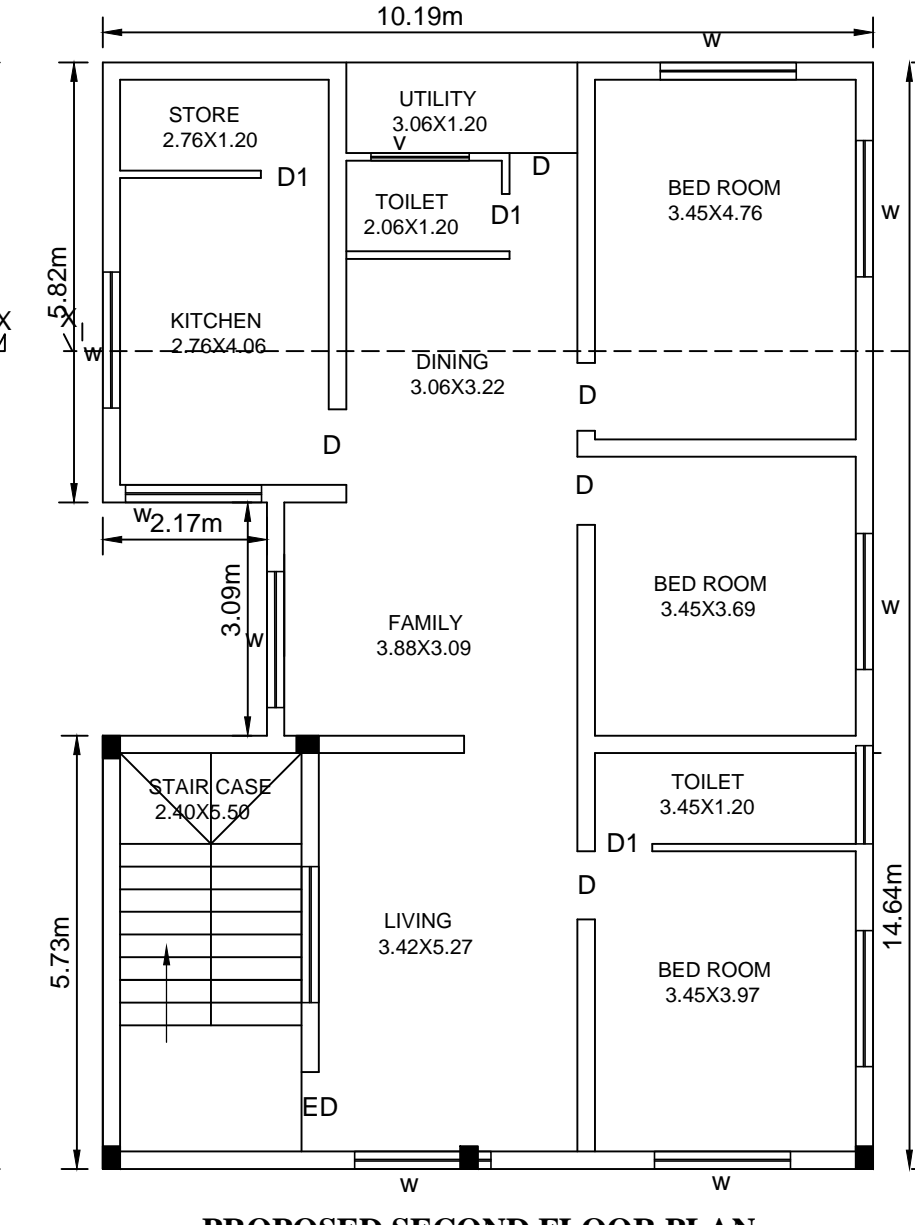 10.19m
W
STORE
2.76X1.20
UTILITY
3.06X1.20
V
D
D1
TOILET
2.06X1.20
D1
BED ROOM
3.45X4.76
W
5.82m
X
X
KITCHEN
2.76X4.06
W
DINING
3.06X3.22
D
D
D
W
2.17m
3.09m
W
FAMILY
3.88X3.09
BED ROOM
3.45X3.69
W
STAIR CASE
2.40X5.50
TOILET
3.45X1.20
D1
D
LIVING
3.42X5.27
14.64m
5.73m
BED ROOM
3.45X3.97
ED
W
W
PROPOSED SECOND FLOOR PLAN